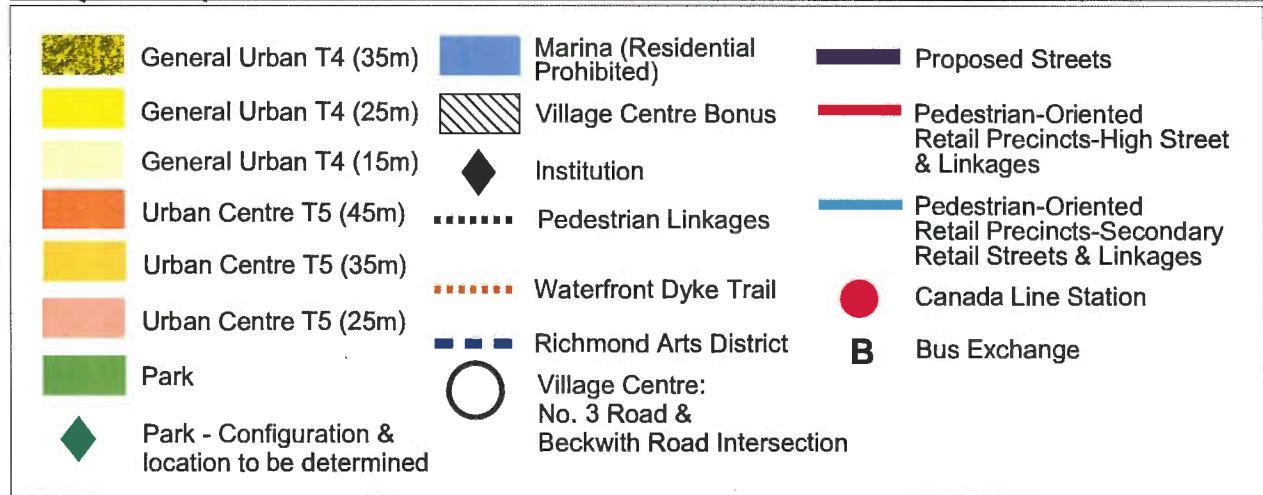 General Urban T4 (35m)
General Urban T4 (25m)
General Urban T4 (15m)
Urban Centre T5 (45m)
Urban Centre T5 (35m)
Urban Centre T5 (25m)
Park
Park - Configuration &
location to be determined
Marina (Residential
Prohibited)
Village Centre Bonus
Institution
Pedestrian Linkages
Waterfront Dyke Trail
Richmond Arts District
Village Centre:
No. 3 Road &
Beckwith Road Intersection
Proposed Streets
Pedestrian-Oriented
Retail Precincts-High Street
& Linkages
Pedestrian-Oriented
Retail Precincts-Secondary
Retail Streets & Linkages
Canada Line Station
B Bus Exchange